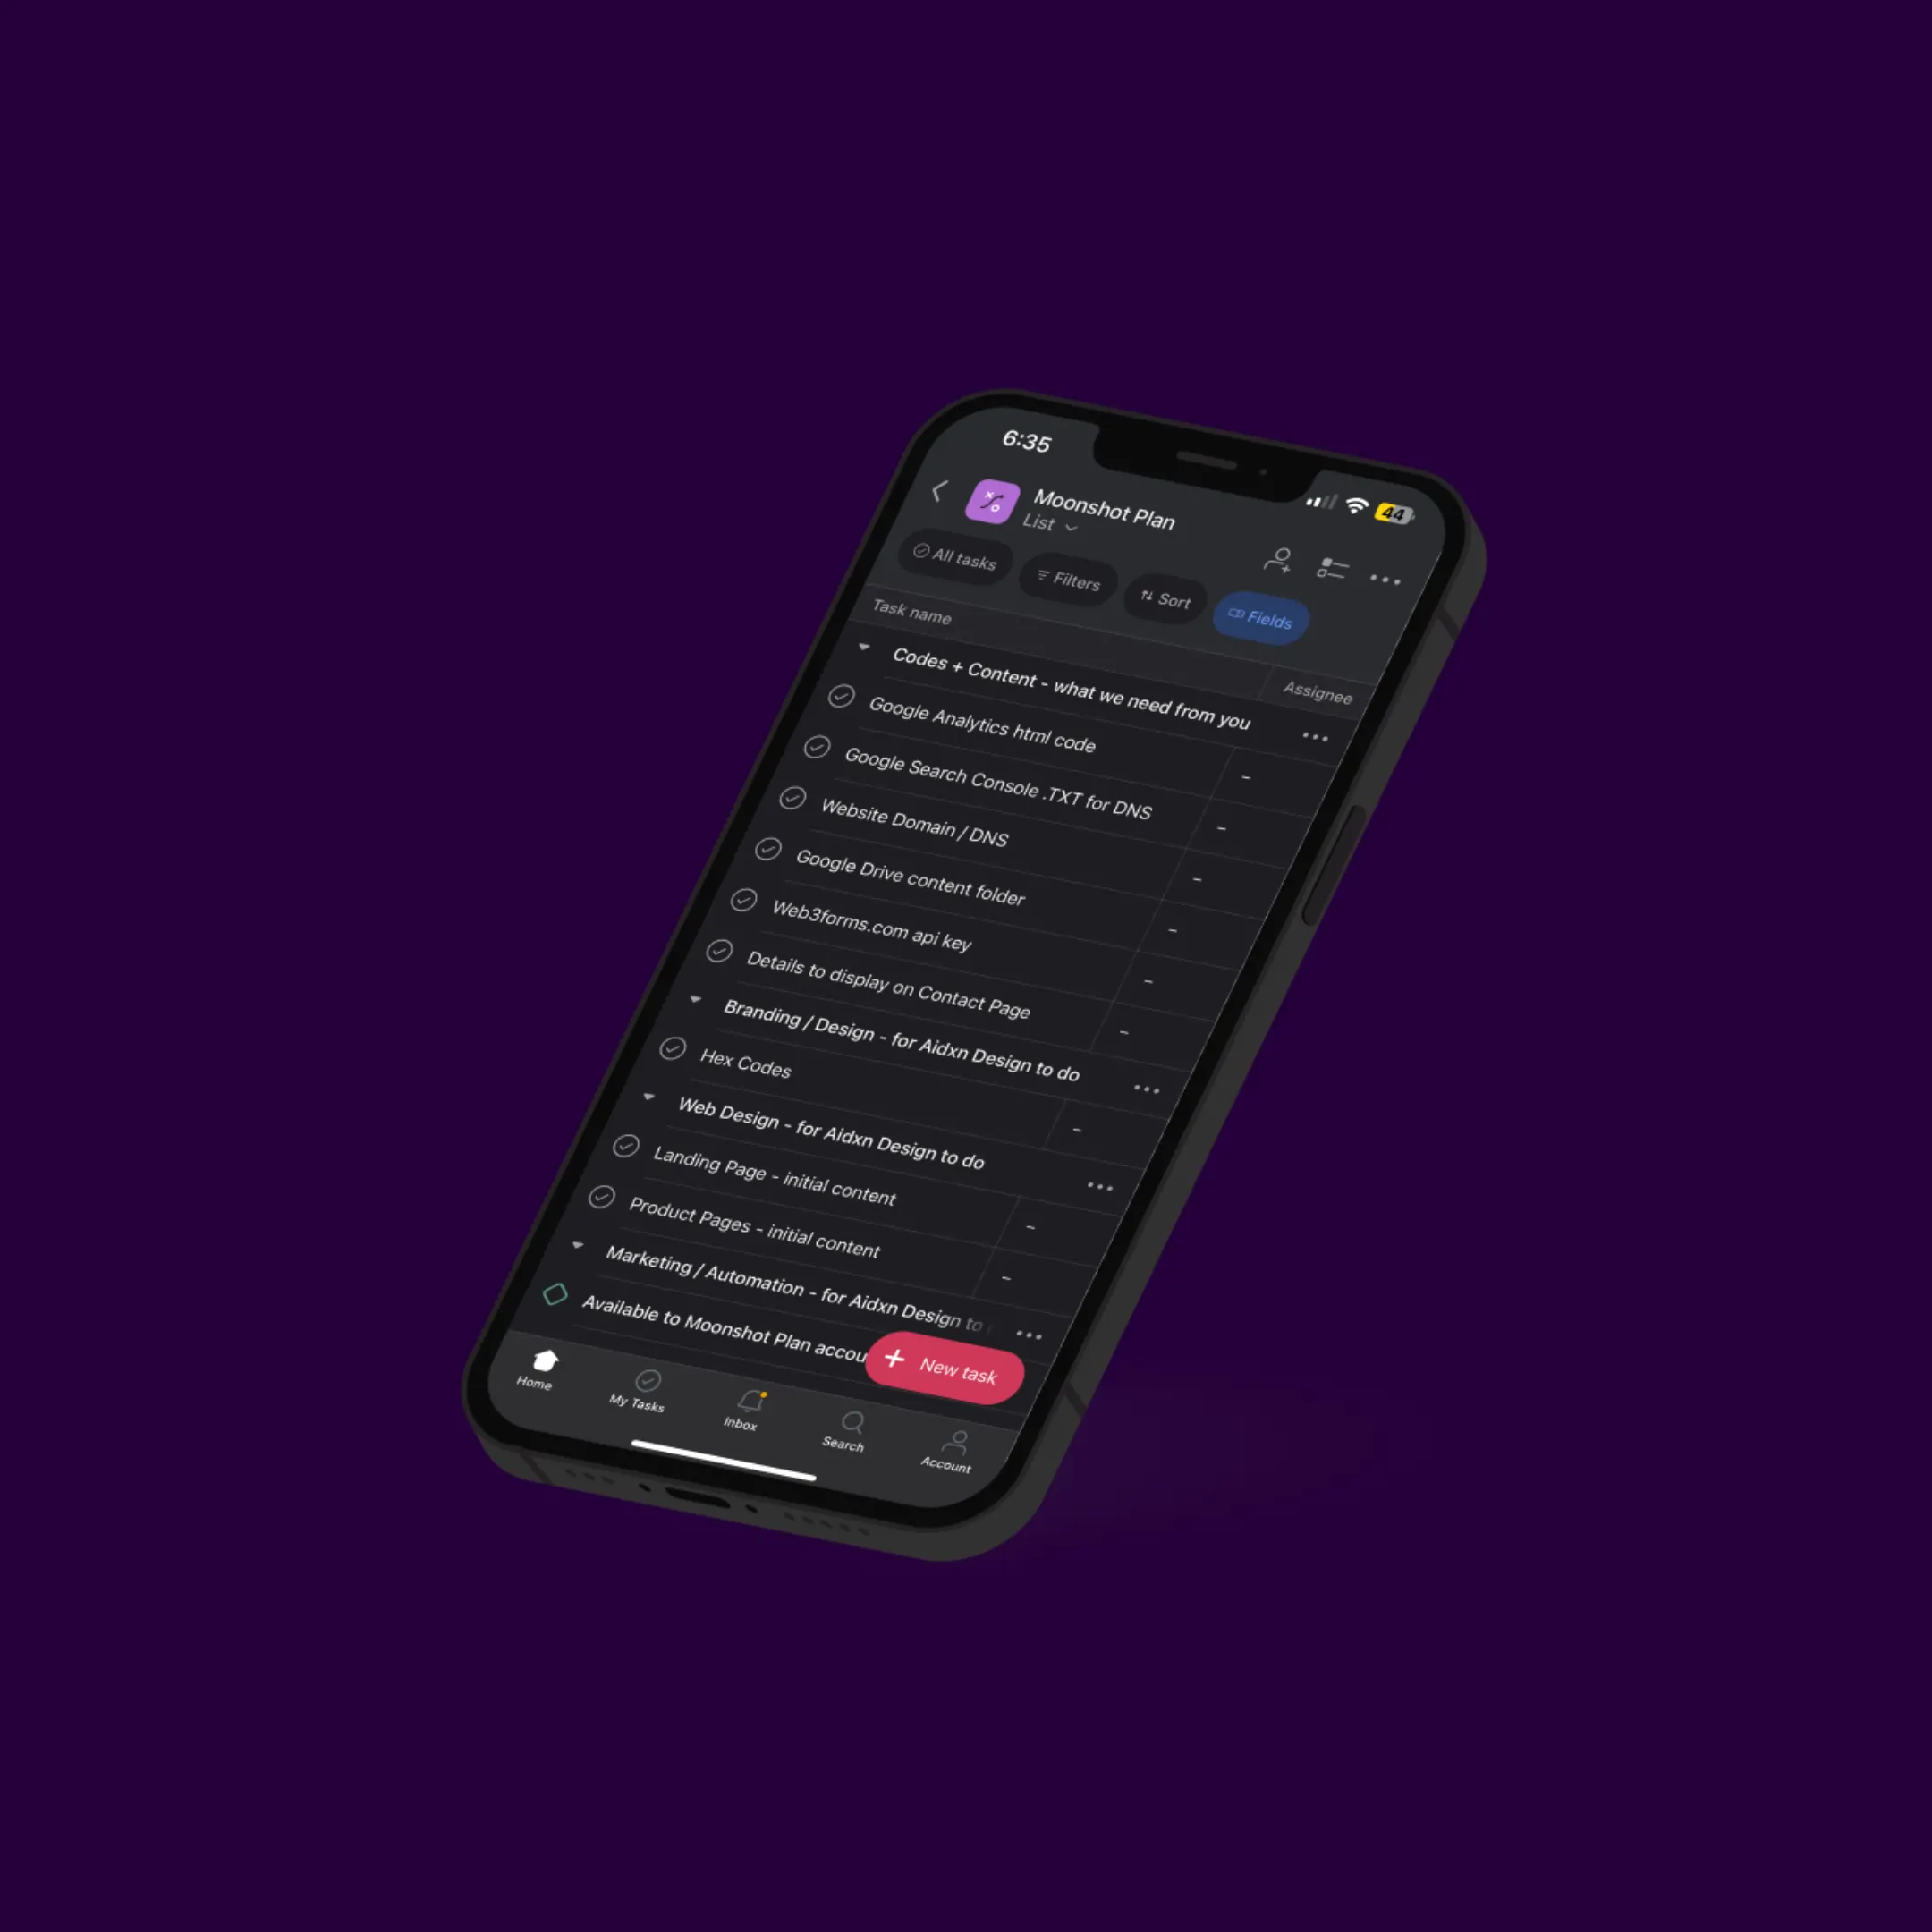 6:35
44
Moonshot Plan
List
All tasks
Filters
Sort
Fields
Task name
Assignee
Codes + Content - what we need from you
Google Analytics html code
–
Google Search Console .TXT for DNS
–
Website Domain / DNS
–
Google Drive content folder
–
Web3forms.com api key
–
Details to display on Contact Page
–
Branding / Design - for Aidxn Design to do
Hex Codes
–
Web Design - for Aidxn Design to do
Landing Page - initial content
–
Product Pages - initial content
–
Marketing / Automation - for Aidxn Design to
Available to Moonshot Plan accou
New task
Home
My Tasks
Inbox
Search
Account